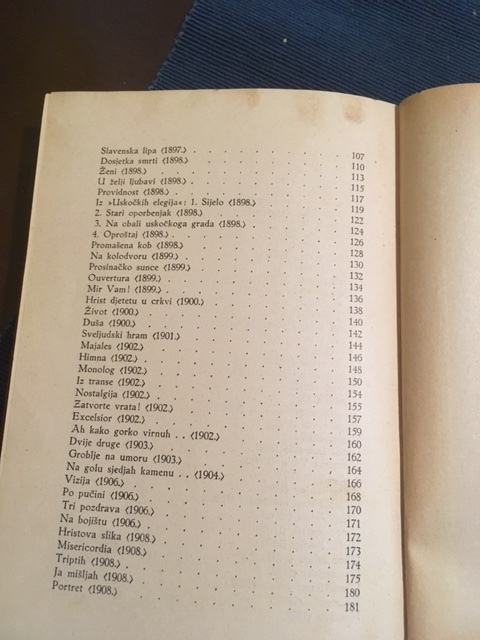 Slavenska lipa (1897.) . . . . . . 107
Dosjetka smrti (1898.) . . . . . . 110
Ženi (1898.) . . . . . . 113
U želji ljubavi (1898.) . . . . . . 115
Providnost (1898.) . . . . . . 117
Iz »Uskočkih elegija«: 1. Sijelo (1898.) . . . . . . 119
2. Stari oporbenjak (1898.) . . . . . . 122
3. Na obali uskočkoga grada (1898.) . . . . . . 124
4. Oproštaj (1898.) . . . . . . 126
Promašena kob (1898.) . . . . . . 128
Na kolodvoru (1899.) . . . . . . 130
Prosinačko sunce (1899.) . . . . . . 132
Ouvertura (1899.) . . . . . . 134
Mir Vam! (1899.) . . . . . . 136
Hrist djetetu u crkvi (1900.) . . . . . . 138
Život (1900.) . . . . . . 140
Duša (1900.) . . . . . . 142
Sveljudski hram (1901.) . . . . . . 144
Majales (1902.) . . . . . . 146
Himna (1902.) . . . . . . 148
Monolog (1902.) . . . . . . 150
Iz transe (1902.) . . . . . . 154
Nostalgija (1902.) . . . . . . 155
Zatvorte vrata! (1902.) . . . . . . 157
Excelsior (1902.) . . . . . . 159
Ah kako gorko virnuh . . (1902.) . . . . . . 160
Dvije druge (1903.) . . . . . .
Groblje na umoru (1903.) . . . . . . 164
Na golu sjedjah kamenu . . (1904.) . . . . . . 166
Vizija (1906.) . . . . . . 168
Po pučini (1906.) . . . . . . 170
Tri pozdrava (1906.) . . . . . . 171
Na bojištu (1906.) . . . . . . 172
Hristova slika (1908.) . . . . . . 173
Misericordia (1908.) . . . . . . 174
Triptih (1908.) . . . . . . 175
Ja mišljah (1908.) . . . . . . 180
Portret (1908.) . . . . . . 181